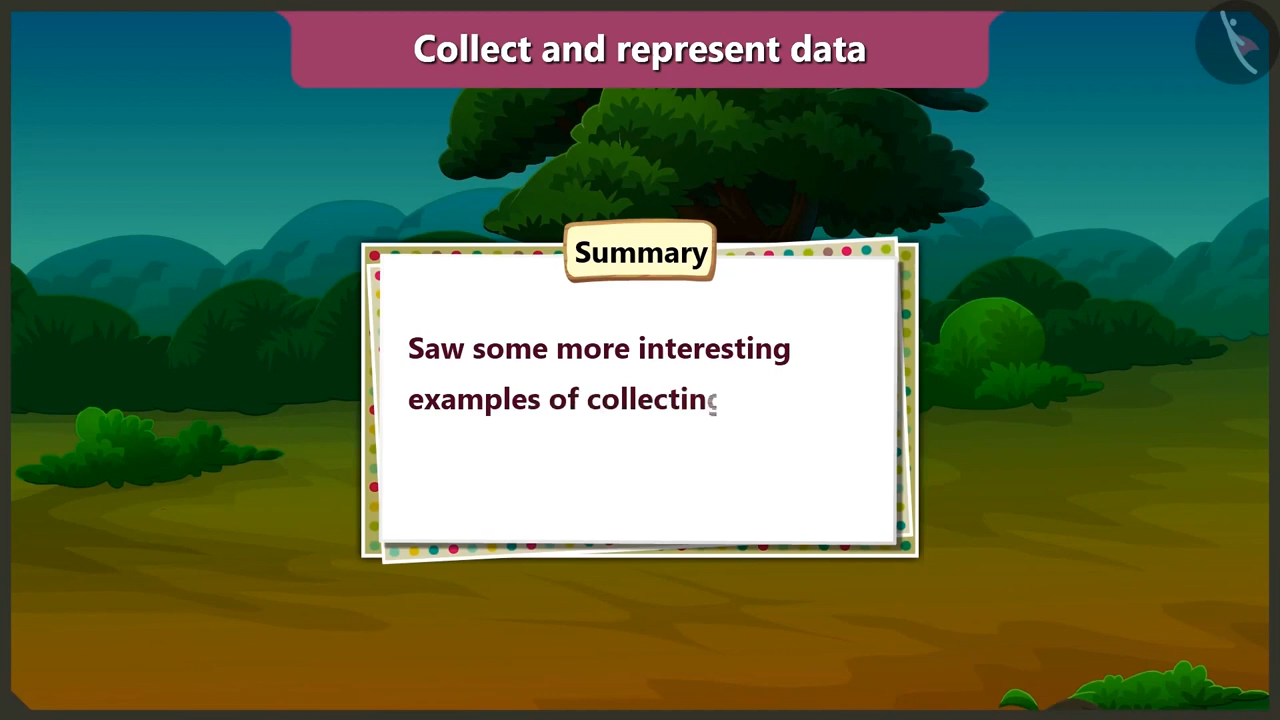 Collect and represent data
Summary
Saw some more interesting
examples of collecting